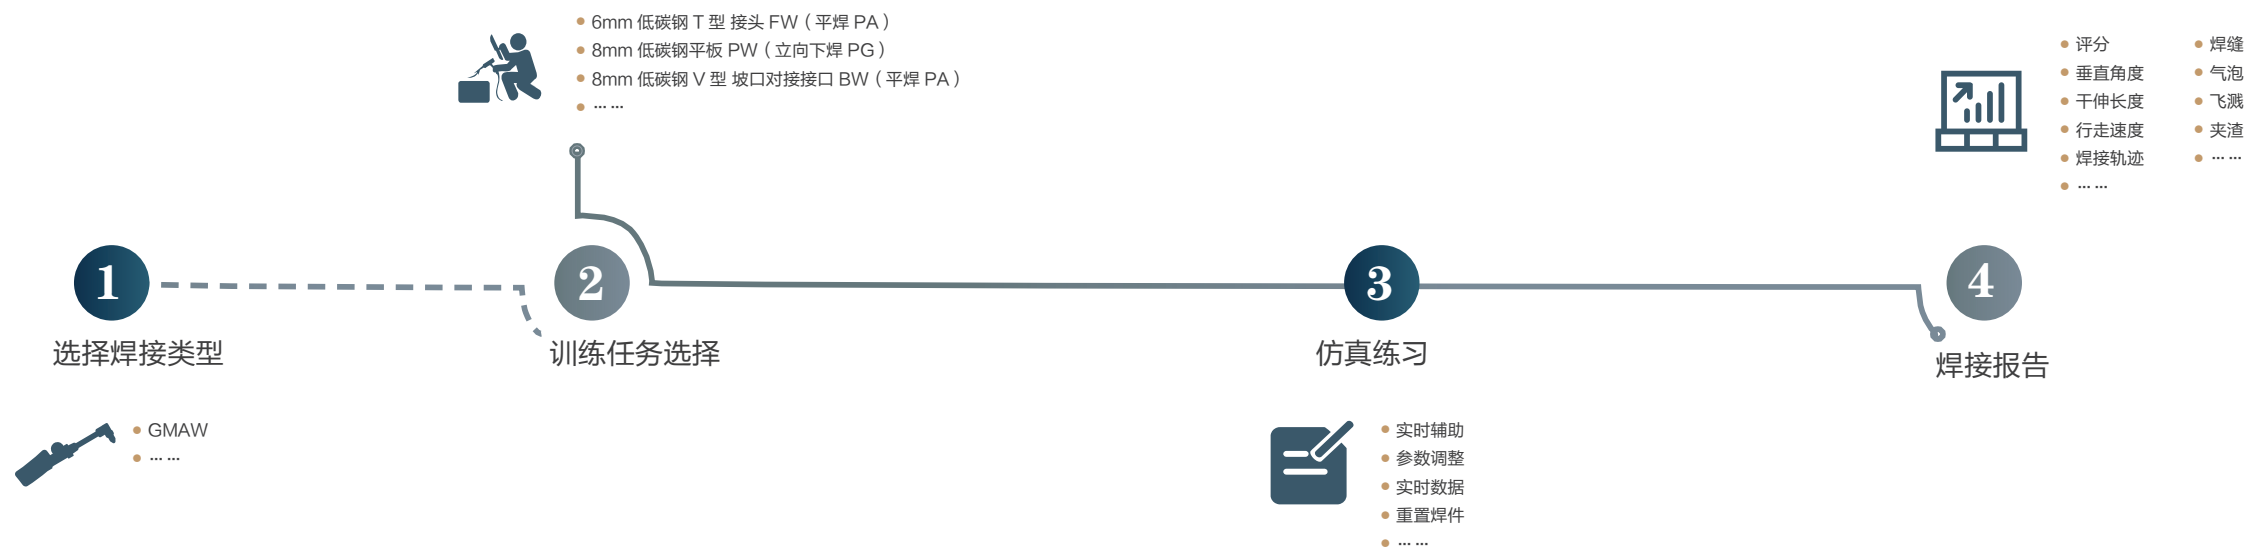 1
选择焊接类型
GMAW
……
2
训练任务选择
6mm 低碳钢 T 型 接头 FW（平焊 PA）
8mm 低碳钢平板 PW（立向下焊 PG）
8mm 低碳钢 V 型 坡口对接接口 BW（平焊 PA）
……
3
仿真练习
实时辅助
参数调整
实时数据
重置焊件
……
4
焊接报告
评分
垂直角度
干伸长度
行走速度
焊接轨迹
……
焊缝
气泡
飞溅
夹渣
……